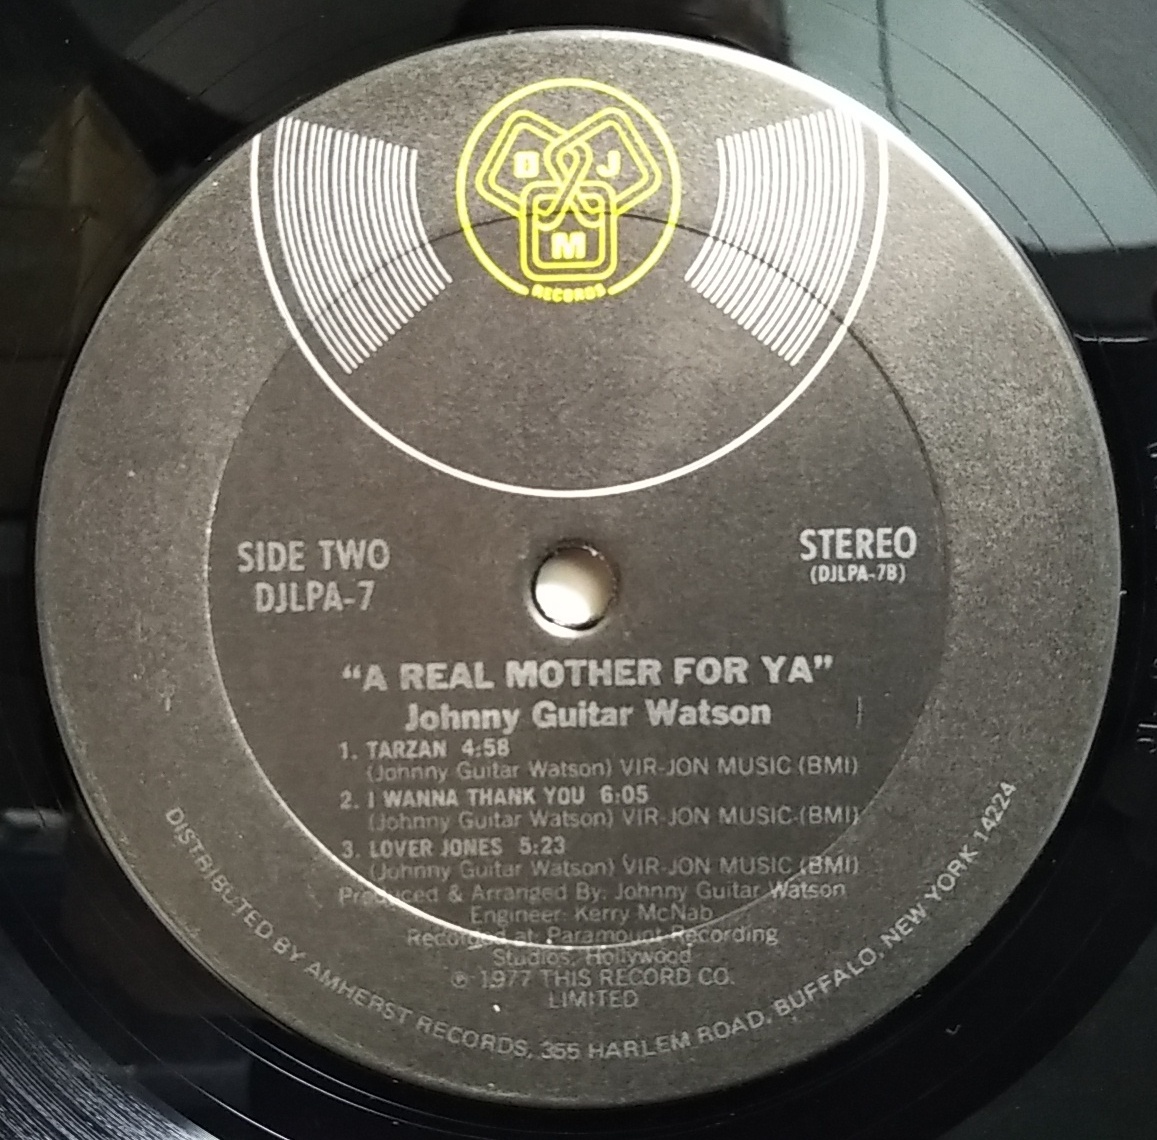 D J
M
RECORDS
SIDE TWO
DJLPA-7
STEREO
(DJLPA-7B)
“A REAL MOTHER FOR YA”
Johnny Guitar Watson
1. TARZAN 4:58
(Johnny Guitar Watson) VIR-JON MUSIC (BMI)
2. I WANNA THANK YOU 6:05
(Johnny Guitar Watson) VIR-JON MUSIC (BMI)
3. LOVER JONES 5:23
(Johnny Guitar Watson) VIR-JON MUSIC (BMI)
Produced & Arranged By: Johnny Guitar Watson
Engineer: Kerry McNab
Recorded at: Paramount Recording
Studios, Hollywood
℗ 1977 THIS RECORD CO.
LIMITED
DISTRIBUTED BY AMHERST RECORDS, 355 HARLEM ROAD, BUFFALO, NEW YORK 14224